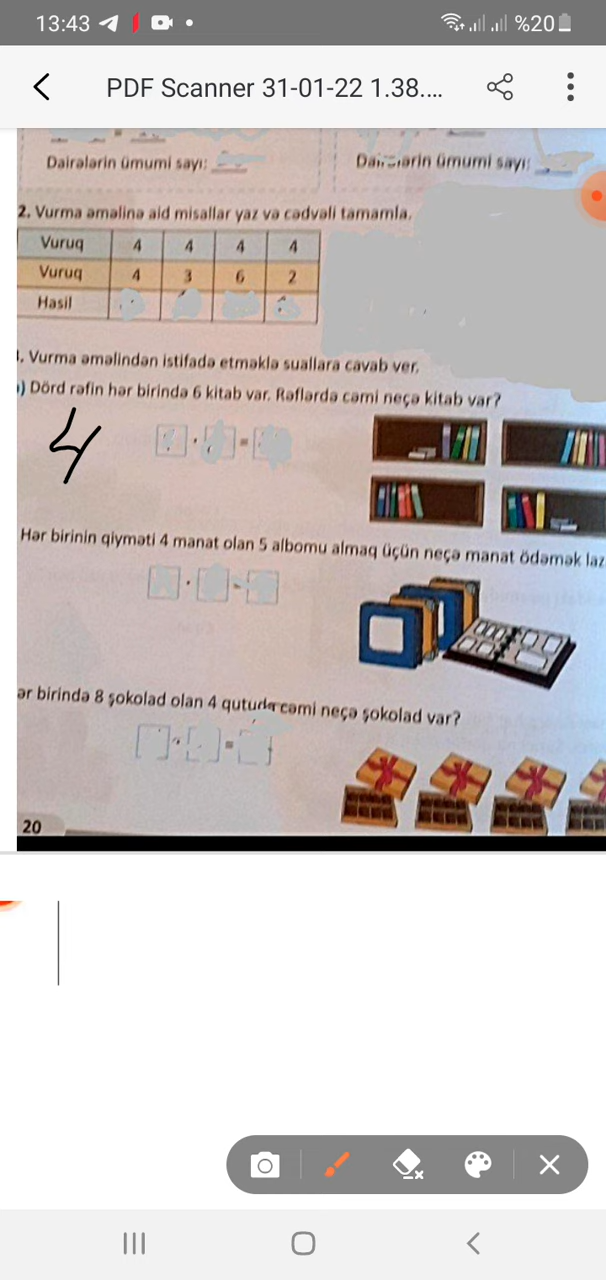 13:43 %20
PDF Scanner 31-01-22 1.38....
Dairələrin ümumi sayı:
ümumi sayı:
2. Vurma əməlinə aid misallar yaz və cədvəli tamamla.
Vuruq 4 4 4 4
Vuruq 4 3 6 2
Hasil
. Vurma əməlindən istifadə etməklə suallara cavab ver.
) Dörd rəfin hər birində 6 kitab var. Rəflərdə cəmi neçə kitab var?
4
· =
Hər birinin qiyməti 4 manat olan 5 albomu almaq üçün neçə manat ödəmək laz
· =
ər birində 8 şokolad olan 4 qutuda cəmi neçə şokolad var?
· =
20